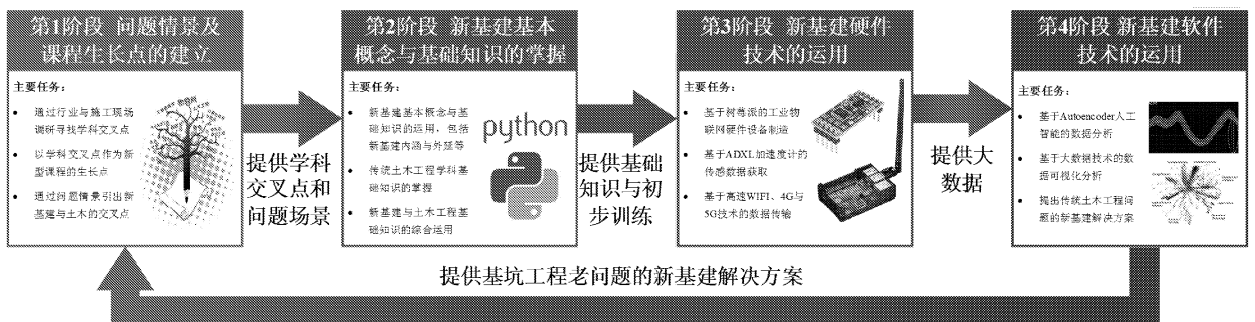 第1阶段 问题情景及
课程生长点的建立
主要任务：
• 通过行业与施工现场
调研寻找学科交叉点
• 以学科交叉点作为新
型课程的生长点
• 通过问题情景引出新
基建与土木的交叉点
提供学科
交叉点和
问题场景
第2阶段 新基建基本
概念与基础知识的掌握
主要任务：
• 新基建基本概念与基
础知识的运用，包括
新基建内涵与外延等
• 传统土木工程学科基
础知识的掌握
• 新基建与土木工程基
础知识的综合运用
python
提供基础
知识与初
步训练
第3阶段 新基建硬件
技术的运用
主要任务：
• 基于树莓派的工业物
联网硬件设备制造
• 基于ADXL加速度计的
传感数据获取
• 基于高速WIFI、4G与
5G技术的数据传输
提供大
数据
第4阶段 新基建软件
技术的运用
主要任务：
• 基于Autoencoder人工
智能的数据分析
• 基于大数据技术的数
据可视化分析
• 提出传统土木工程问
题的新基建解决方案
提供基坑工程老问题的新基建解决方案